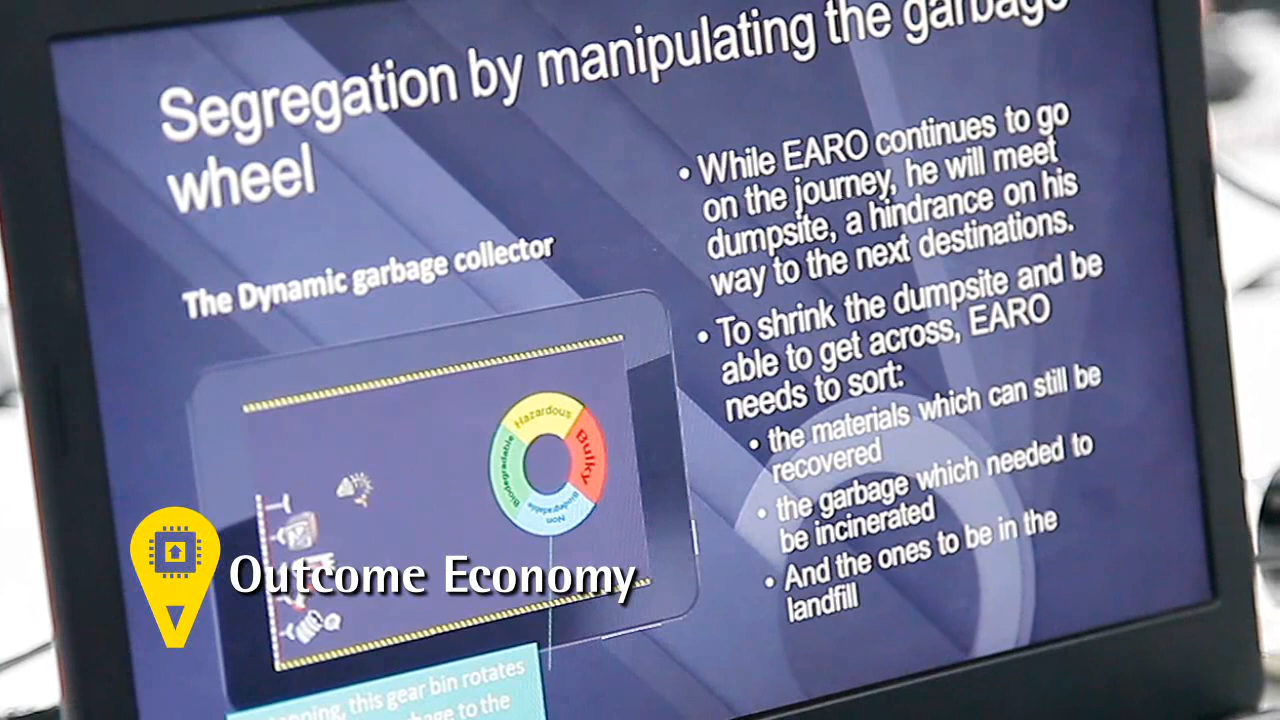 Segregation by manipulating the garbage
wheel
The Dynamic garbage collector
Hazardous
Bulky
Biodegradable
Non
Biodegradable
this gear bin rotates
to the
• While EARO continues to go
on the journey, he will meet
dumpsite, a hindrance on his
way to the next destinations.
• To shrink the dumpsite and be
able to get across, EARO
needs to sort:
• the materials which can still be
recovered
• the garbage which needed to
be incinerated
• And the ones to be in the
landfill
Outcome Economy